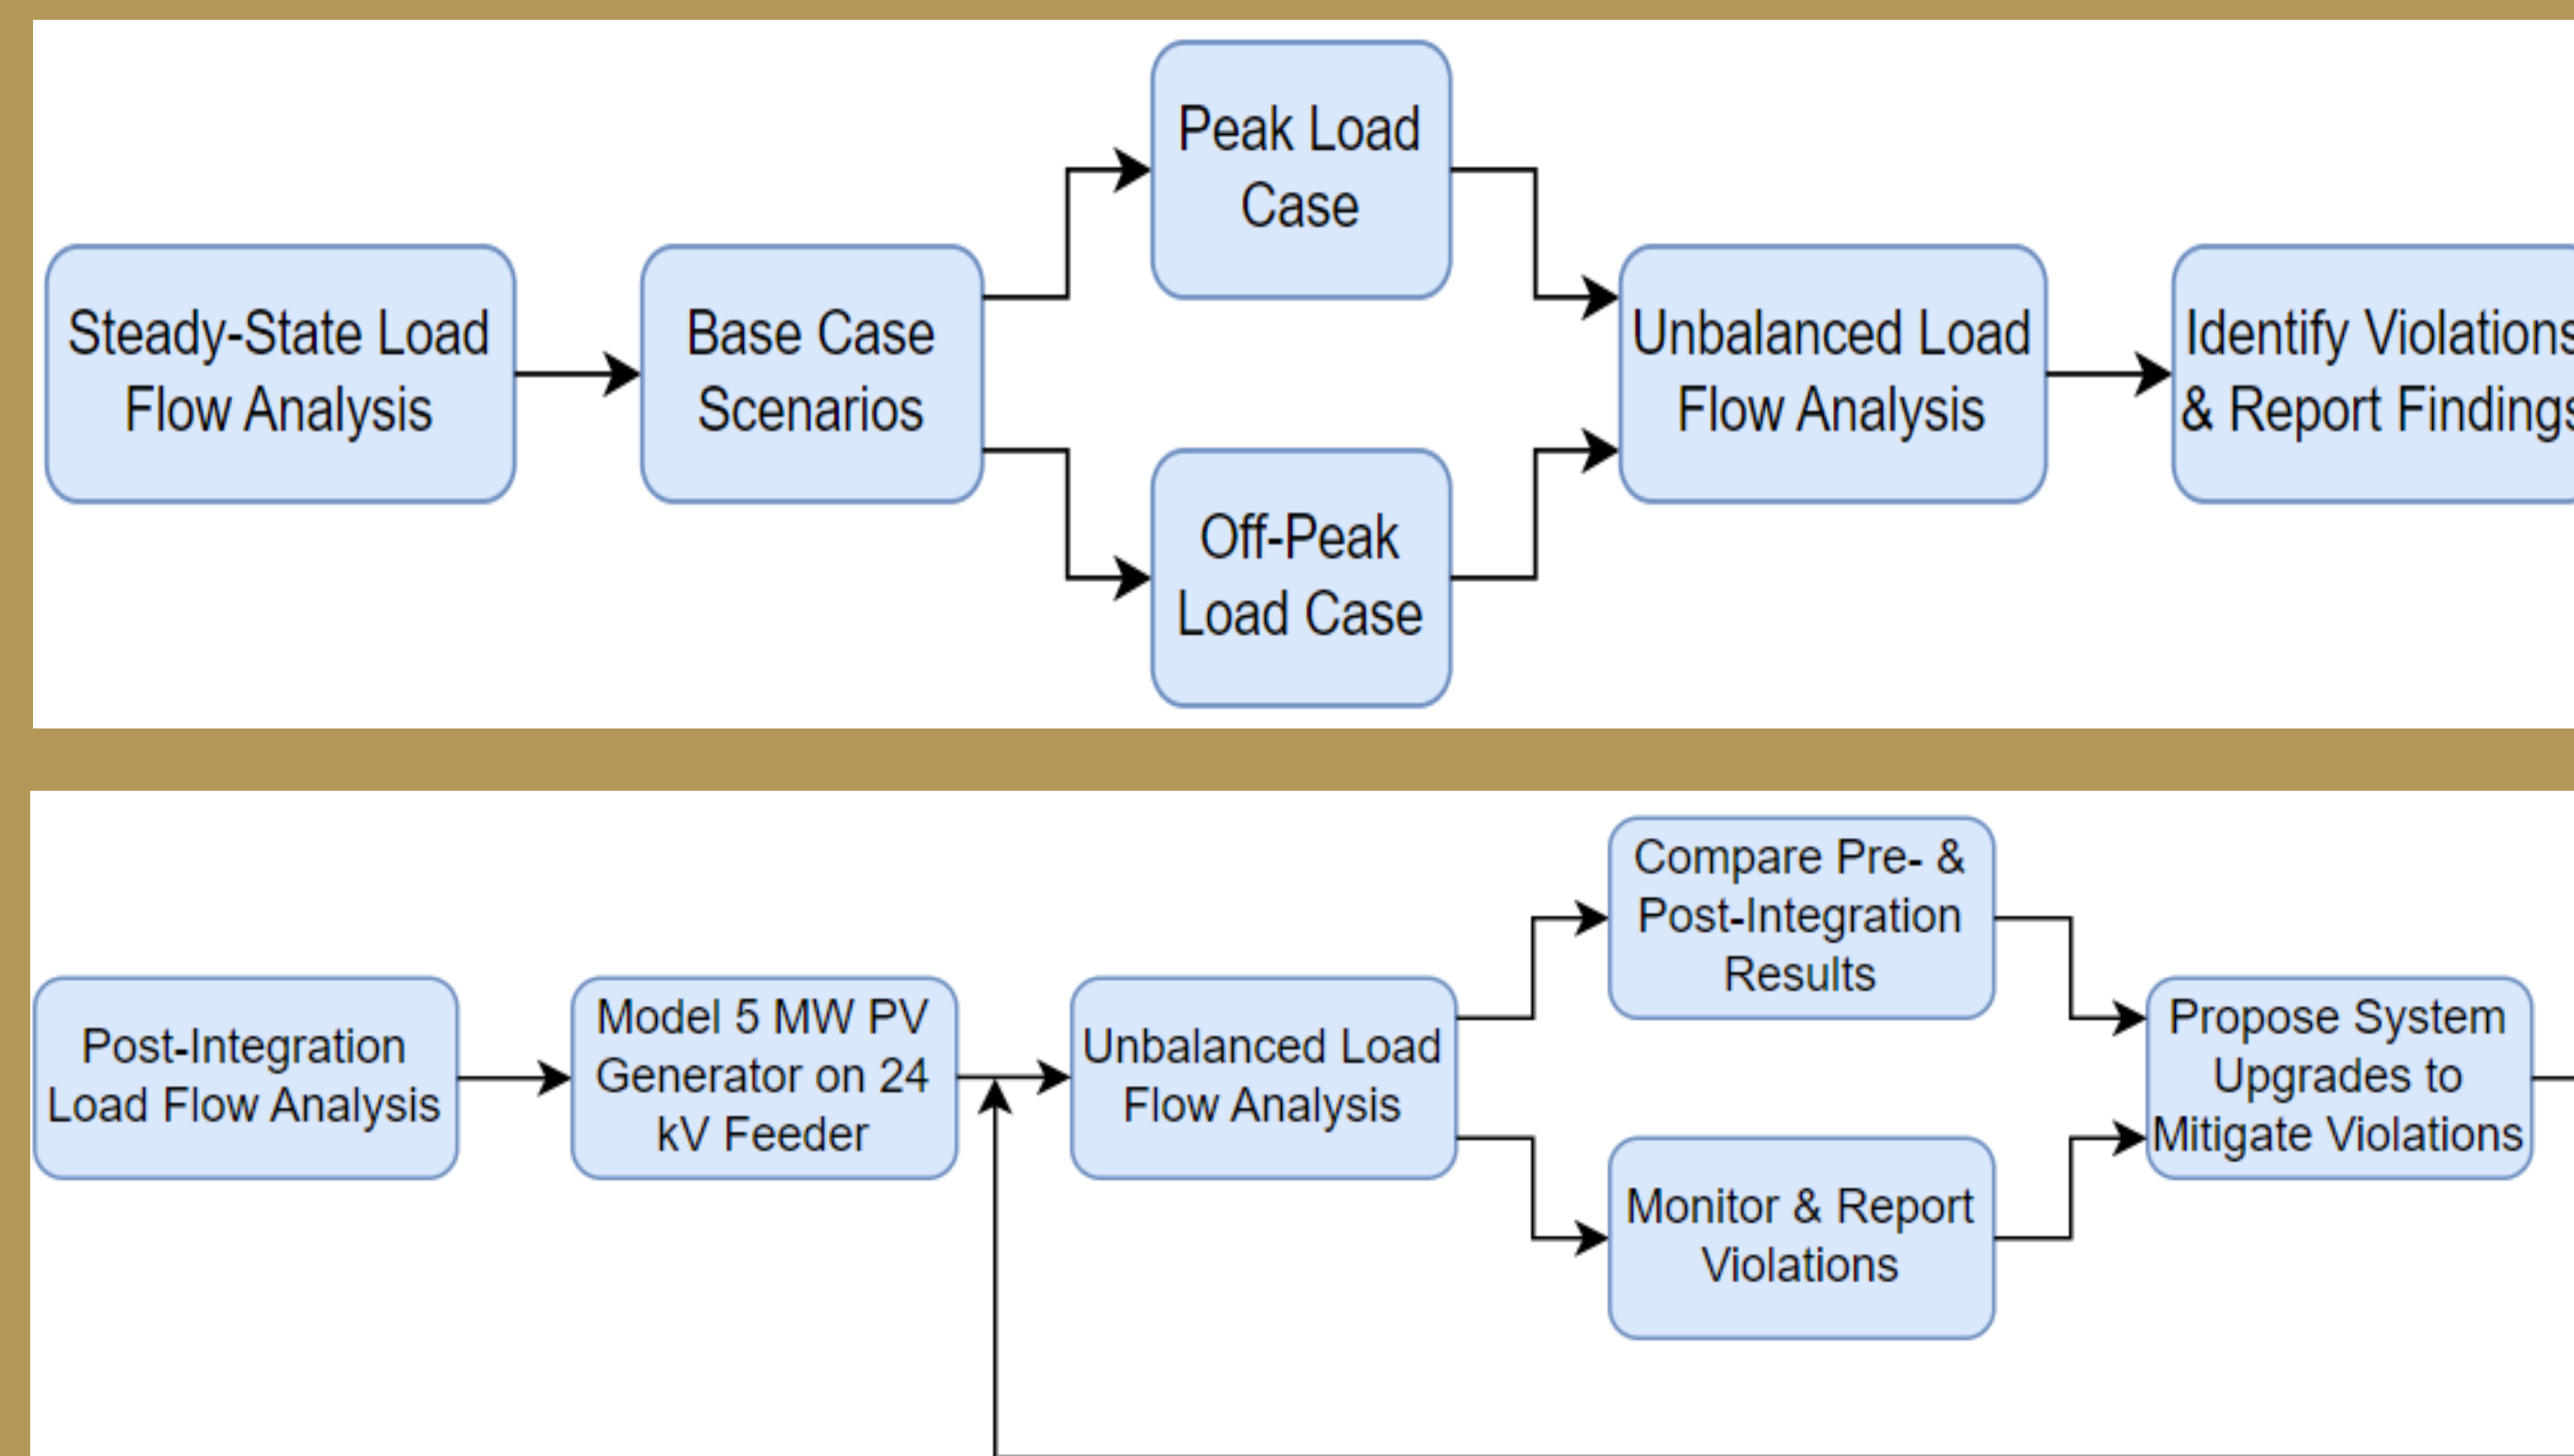 Peak Load
Case
Steady-State Load
Flow Analysis
Base Case
Scenarios
Unbalanced Load
Flow Analysis
Identify Violations
& Report Findings
Off-Peak
Load Case
Compare Pre- &
Post-Integration
Results
Post-Integration
Load Flow Analysis
Model 5 MW PV
Generator on 24
kV Feeder
Unbalanced Load
Flow Analysis
Propose System
Upgrades to
Mitigate Violations
Monitor & Report
Violations